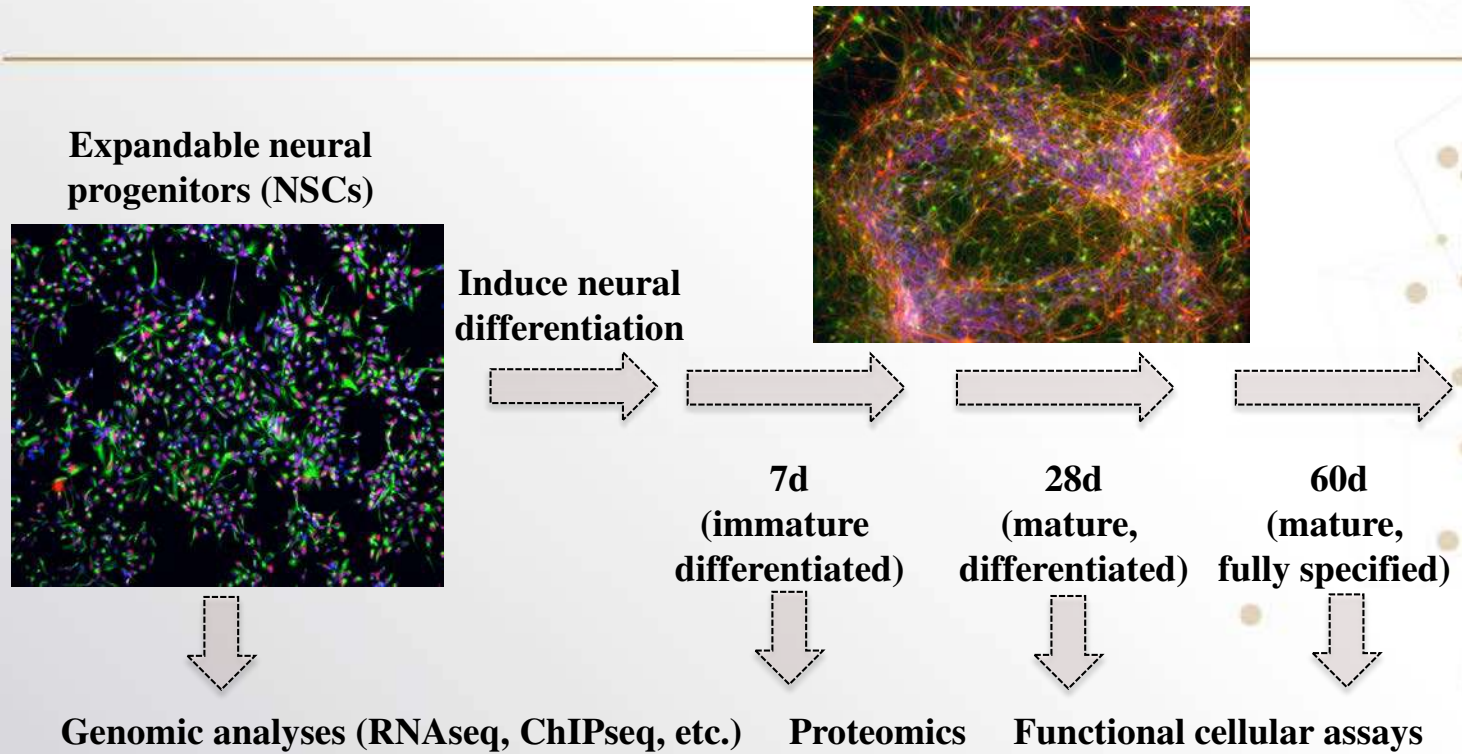 Expandable neural
progenitors (NSCs)
Induce neural
differentiation
7d
(immature
differentiated)
28d
(mature,
differentiated)
60d
(mature,
fully specified)
Genomic analyses (RNAseq, ChIPseq, etc.) Proteomics Functional cellular assays